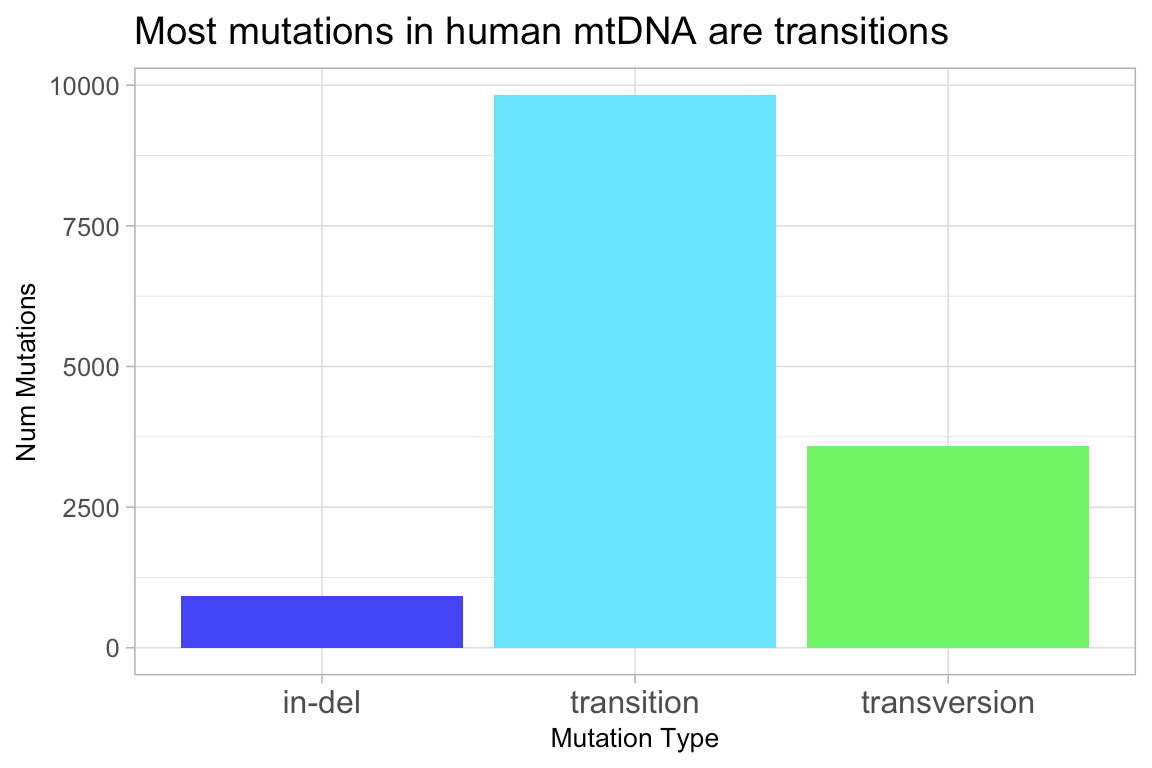 Most mutations in human mtDNA are transitions
10000
7500
5000
2500
0
Num Mutations
in-del transition transversion
Mutation Type